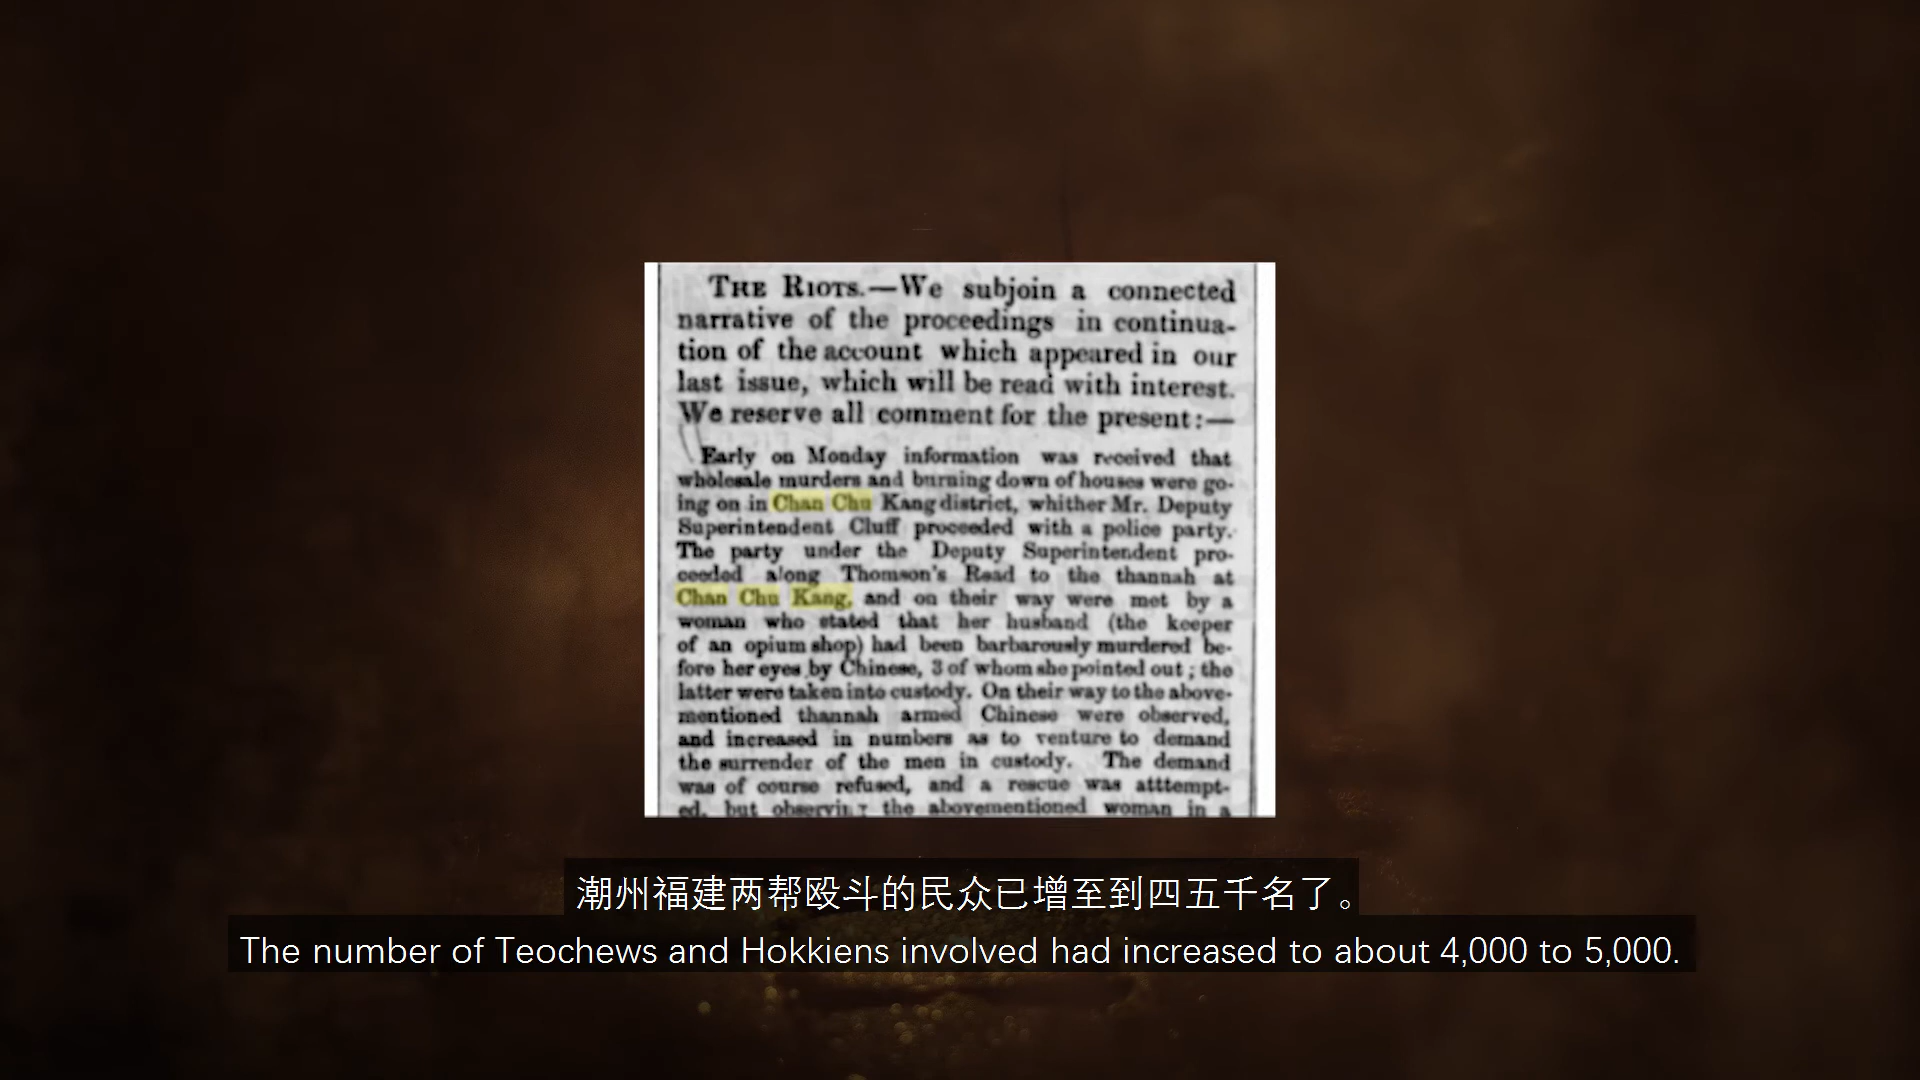 THE RIOTS.—We subjoin a connected
narrative of the proceedings in continua-
tion of the account which appeared in our
last issue, which will be read with interest.
We reserve all comment for the present:—
Early on Monday information was received that
wholesale murders and burning down of houses were go-
ing on in Chan Chu Kang district, whither Mr. Deputy
Superintendent Cluff proceeded with a police party.
The party under the Deputy Superintendent pro-
ceeded along Thomson's Road to the thannah at
Chan Chu Kang, and on their way were met by a
woman who stated that her husband (the keeper
of an opium shop) had been barbarously murdered be-
fore her eyes by Chinese, 3 of whom she pointed out; the
latter were taken into custody. On their way to the above-
mentioned thannah armed Chinese were observed,
and increased in numbers as to venture to demand
the surrender of the men in custody. The demand
was of course refused, and a rescue was atttempt-
ed, but observing the abovementioned woman in a
潮州福建两帮殴斗的民众已增至到四五千名了。
The number of Teochews and Hokkiens involved had increased to about 4,000 to 5,000.